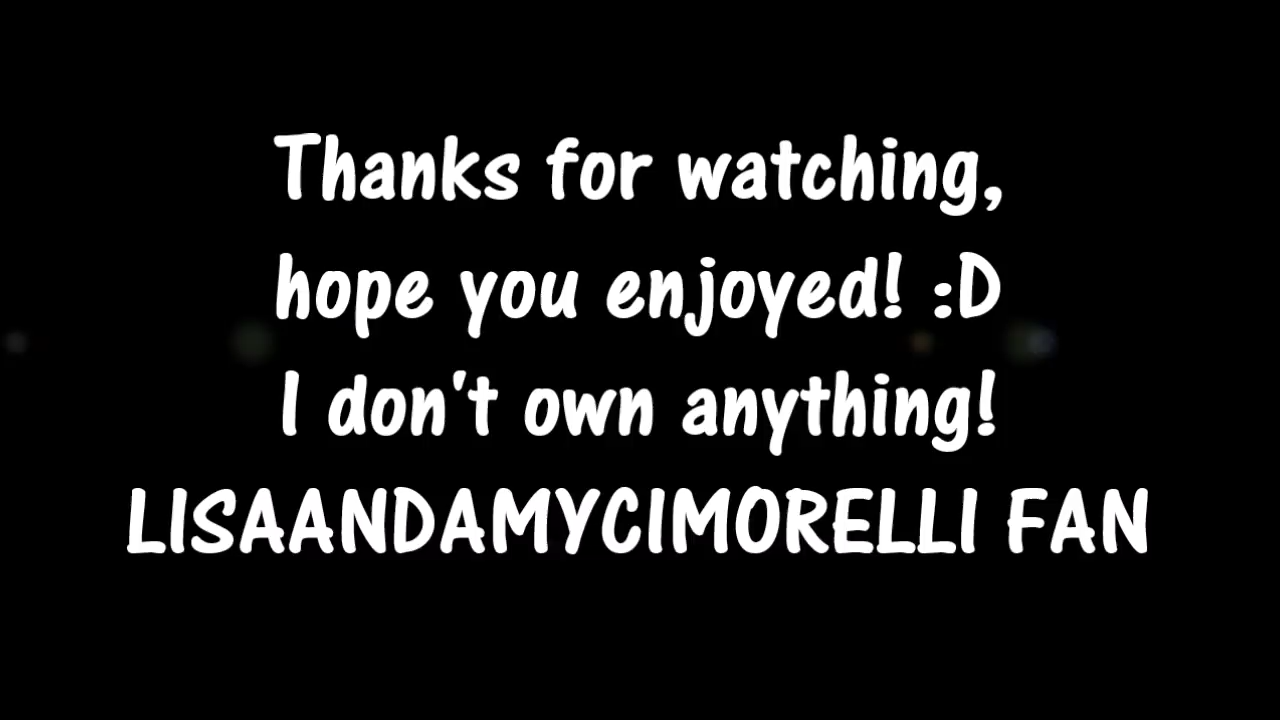 Thanks for watching,
hope you enjoyed! :D
I don't own anything!
LISAANDAMYCIMORELLI FAN